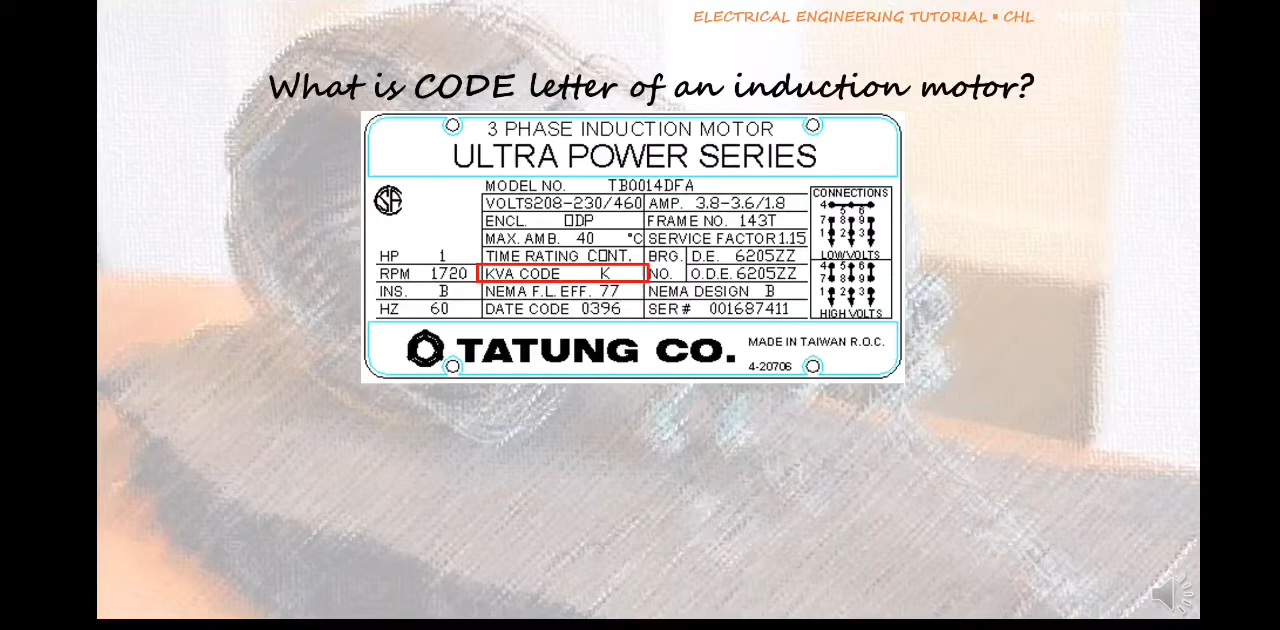 ELECTRICAL ENGINEERING TUTORIAL ▪ CHL
What is CODE letter of an induction motor?
3 PHASE INDUCTION MOTOR
ULTRA POWER SERIES
SA
MODEL NO. TB0014DFA
VOLTS208-230/460 AMP. 3.8-3.6/1.8
ENCL. ODP FRAME NO. 143T
MAX. AMB. 40 °C SERVICE FACTOR1.15
HP 1 TIME RATING CONT. BRG. D.E. 6205ZZ
RPM 1720 KVA CODE K NO. O.D.E. 6205ZZ
INS. B NEMA F.L. EFF. 77 NEMA DESIGN B
HZ 60 DATE CODE 0396 SER# 001687411
CONNECTIONS
4 5 6
7 8 9
1 2 3
LOW VOLTS
4 5 6
7 8 9
1 2 3
HIGH VOLTS
TATUNG CO.
MADE IN TAIWAN R.O.C.
4-20706